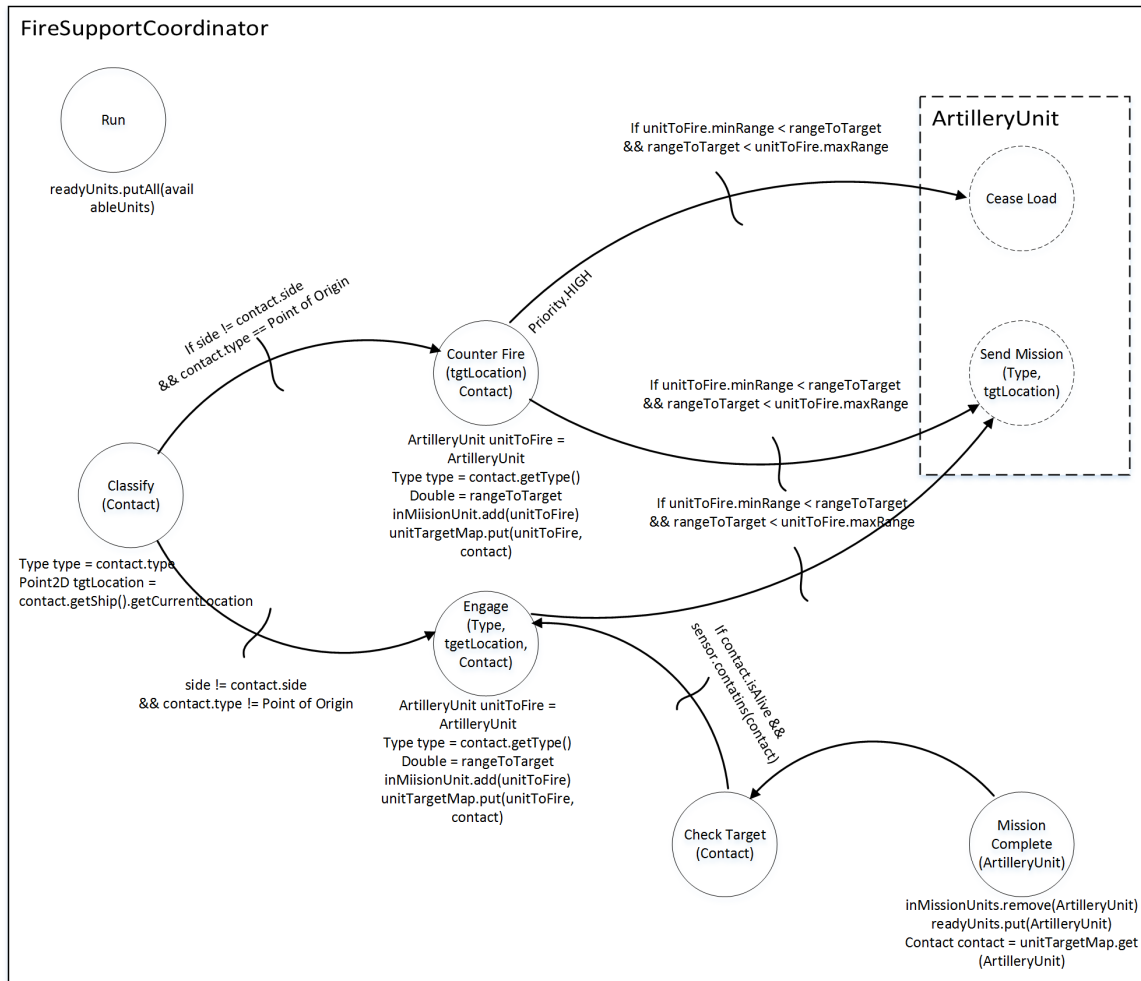 FireSupportCoordinator
Run
readyUnits.putAll(avai
ableUnits)
If unitToFire.minRange < rangeToTarget
&& rangeToTarget < unitToFire.maxRange
ArtilleryUnit
Cease Load
Priority.HIGH
If side != contact.side
&& contact.type == Point of Origin
Counter Fire
(tgtLocation)
Contact)
Send Mission
(Type,
tgtLocation)
If unitToFire.minRange < rangeToTarget
&& rangeToTarget < unitToFire.maxRange
ArtilleryUnit unitToFire =
ArtilleryUnit
Type type = contact.getType()
Double = rangeToTarget
inMiisionUnit.add(unitToFire)
unitTargetMap.put(unitToFire,
contact)
Classify
(Contact)
If unitToFire.minRange < rangeToTarget
&& rangeToTarget < unitToFire.maxRange
Type type = contact.type
Point2D tgtLocation =
contact.getShip().getCurrentLocation
Engage
(Type,
tgetLocation,
Contact)
side != contact.side
&& contact.type != Point of Origin
If contact.isAlive &&
sensor.contatins(contact)
ArtilleryUnit unitToFire =
ArtilleryUnit
Type type = contact.getType()
Double = rangeToTarget
inMiisionUnit.add(unitToFire)
unitTargetMap.put(unitToFire,
contact)
Check Target
(Contact)
Mission
Complete
(ArtilleryUnit)
inMissionUnits.remove(ArtilleryUnit)
readyUnits.put(ArtilleryUnit)
Contact contact = unitTargetMap.get
(ArtilleryUnit)